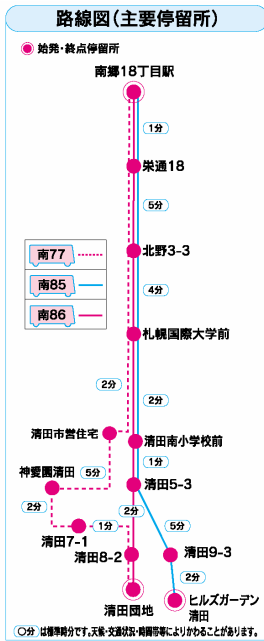 路線図(主要停留所)
始発・終点停留所
南郷18丁目駅
1分
栄通18
5分
北野3-3
南77
南85
南86
4分
札幌国際大学前
2分
2分
清田市営住宅
清田南小学校前
1分
神愛園清田
5分
清田5-3
2分
2分
5分
清田7-1
1分
清田8-2
清田9-3
2分
清田団地
ヒルズガーデン
清田
○分は標準時分です。天候・交通状況・時間帯等によりかわることがあります。